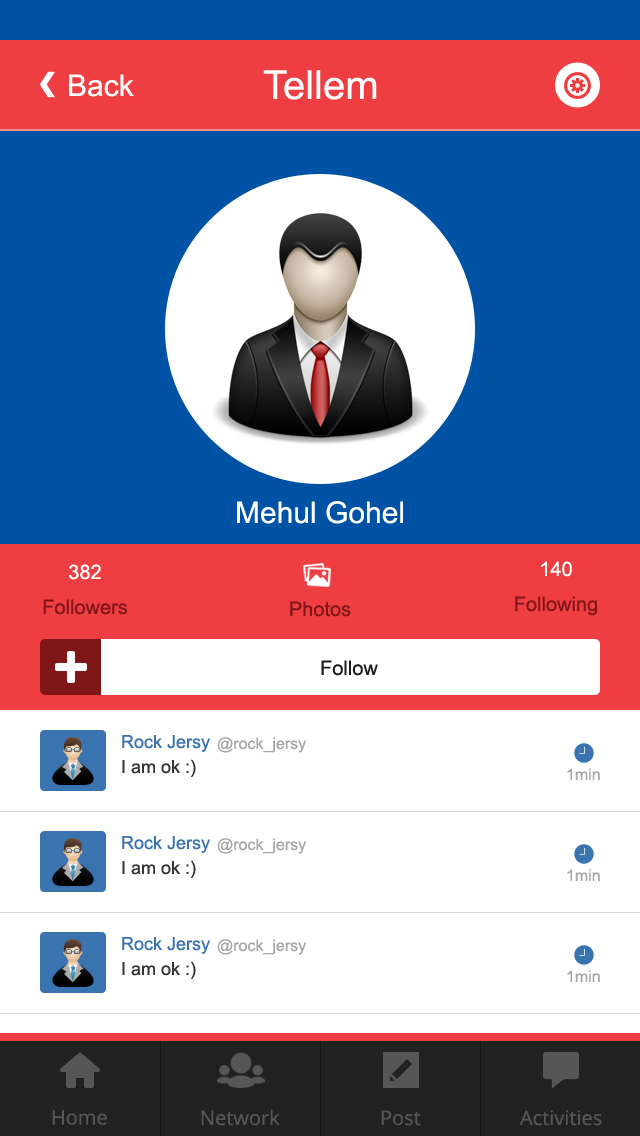 Back
Tellem
Mehul Gohel
382
140
Followers
Photos
Following
Follow
Rock Jersy @rock_jersy
I am ok :)
1min
Rock Jersy @rock_jersy
I am ok :)
1min
Rock Jersy @rock_jersy
I am ok :)
1min
Home
Network
Post
Activities